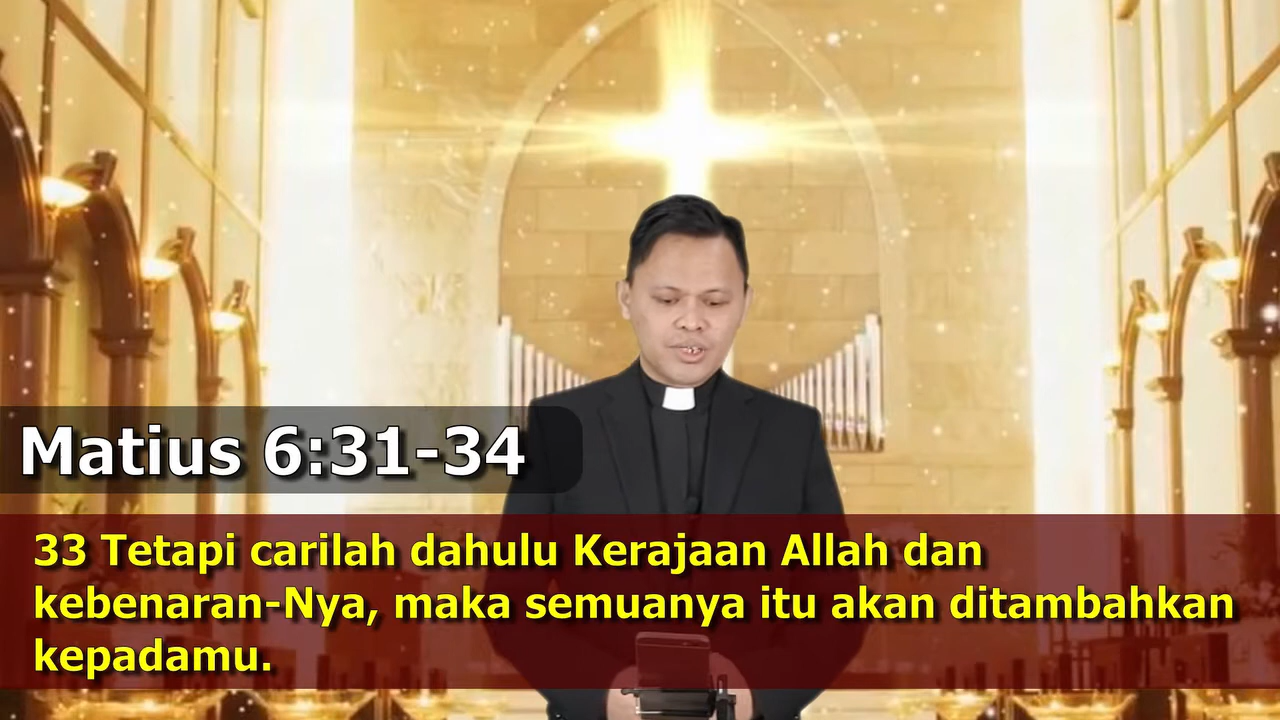 Matius 6:31-34
33 Tetapi carilah dahulu Kerajaan Allah dan
kebenaran-Nya, maka semuanya itu akan ditambahkan
kepadamu.